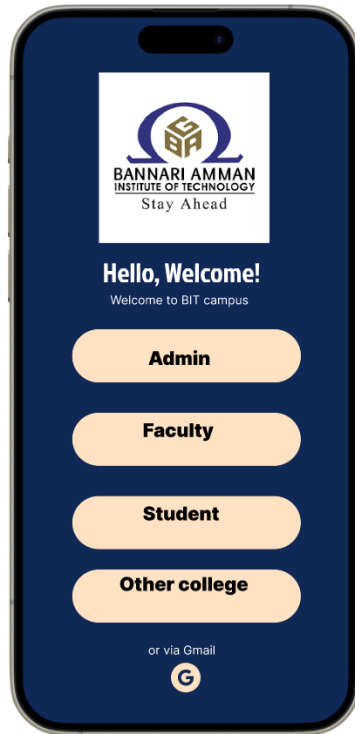 GBA
BANNARI AMMAN
INSTITUTE OF TECHNOLOGY
Stay Ahead
Hello, Welcome!
Welcome to BIT campus
Admin
Faculty
Student
Other college
or via Gmail
G